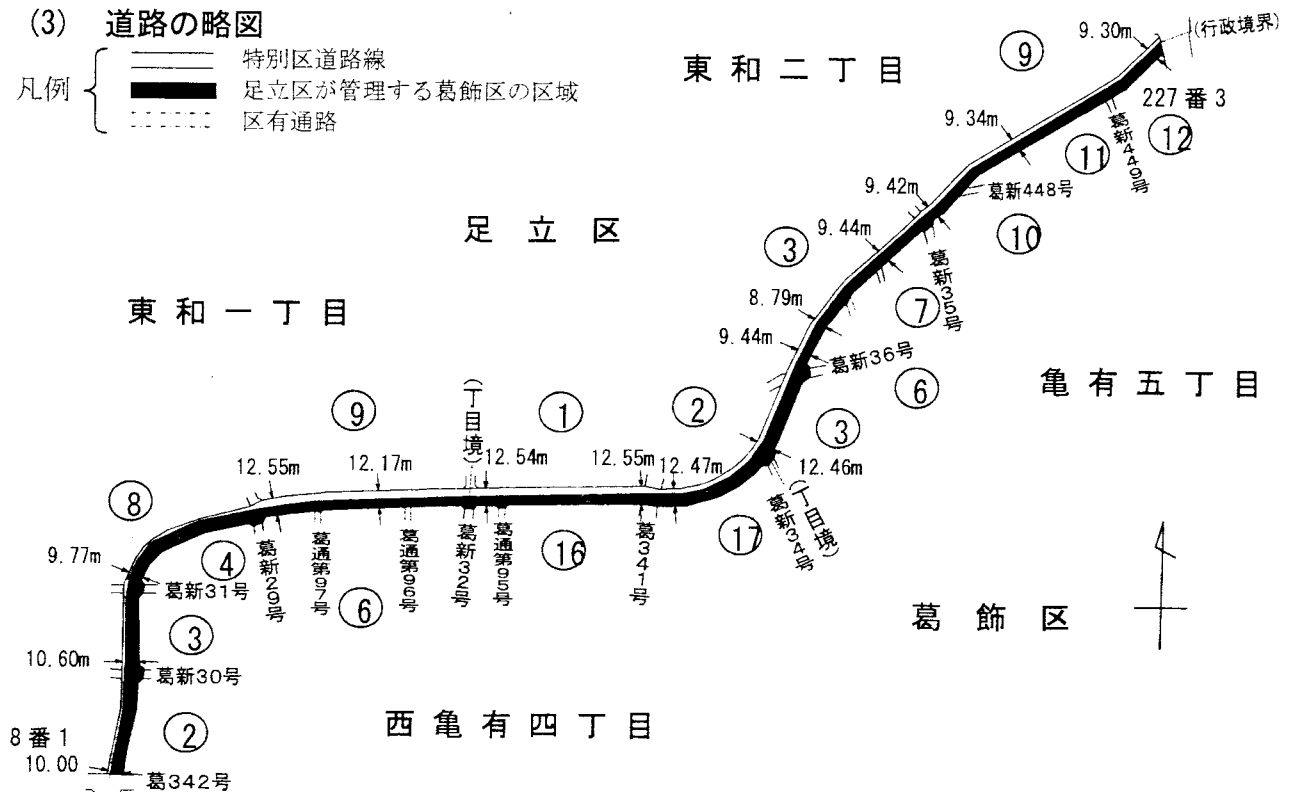 (3) 道路の略図
凡例
特別区道路線
足立区が管理する葛飾区の区域
区有通路
9.30m
(行政境界)
⑨
東和二丁目
227番3
9.34m
葛新449号
⑫
⑪
9.42m
葛新448号
足立区
9.44m
③
⑩
葛新35号
東和一丁目
8.79m
⑦
9.44m
葛新36号
亀有五丁目
⑥
⑨
(丁目境)
①
②
③
12.55m
12.17m
12.54m
12.55m
12.47m
12.46m
⑧
(丁目境)
葛新34号
9.77m
④
葛新29号
葛通第97号
葛通第96号
葛新32号
葛通第95号
⑯
葛341号
⑰
葛新31号
⑥
葛飾区
③
10.60m
葛新30号
西亀有四丁目
8番1
②
10.00
葛342号